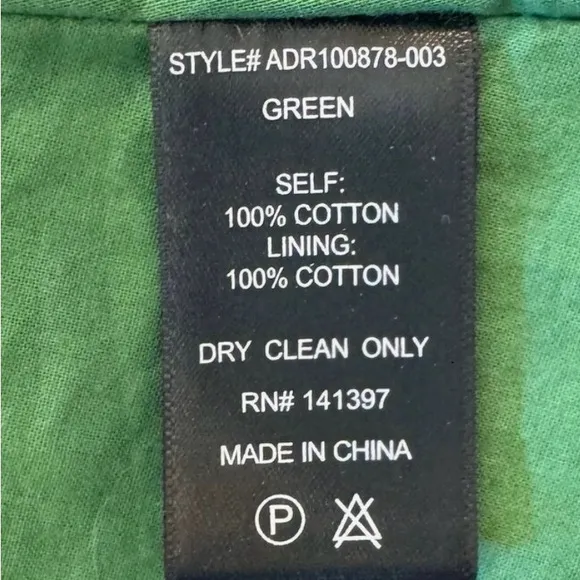 STYLE# ADR100878-003
GREEN
SELF:
100% COTTON
LINING:
100% COTTON
DRY CLEAN ONLY
RN# 141397
MADE IN CHINA
P